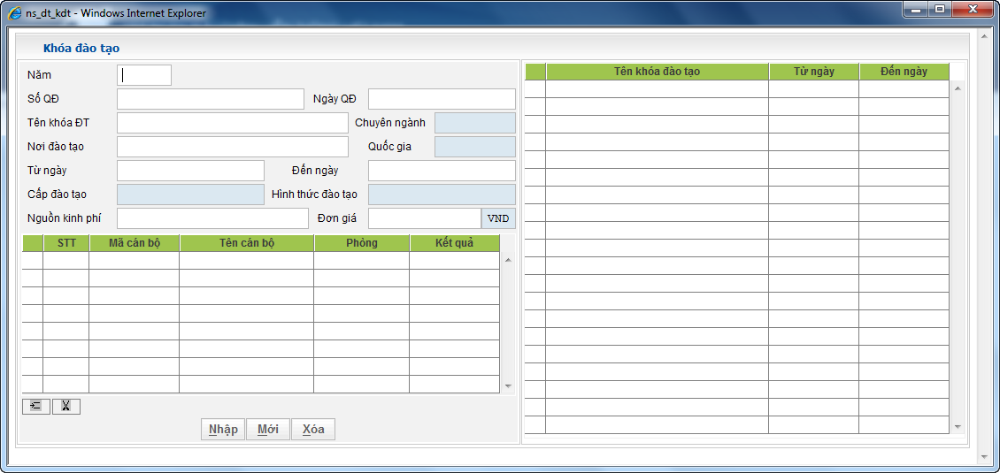 ns_dt_kdt - Windows Internet Explorer
Khóa đào tạo
Năm
Số QĐ Ngày QĐ
Tên khóa ĐT Chuyên ngành
Nơi đào tạo Quốc gia
Từ ngày Đến ngày
Cấp đào tạo Hình thức đào tạo
Nguồn kinh phí Đơn giá VND
STT Mã cán bộ Tên cán bộ Phòng Kết quả
Nhập Mới Xóa
Tên khóa đào tạo Từ ngày Đến ngày